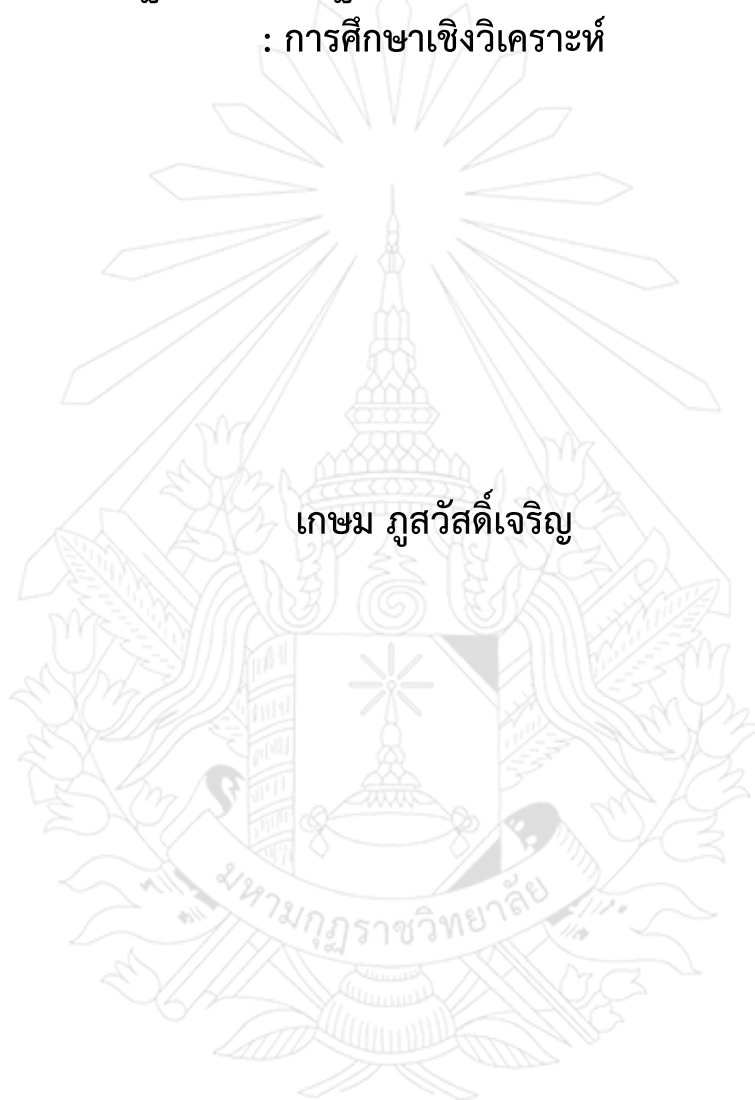 : การศึกษาเชิงวิเคราะห์
เกษม ภูสวัสดิ์เจริญ
มหามกุฏราชวิทยาลัย